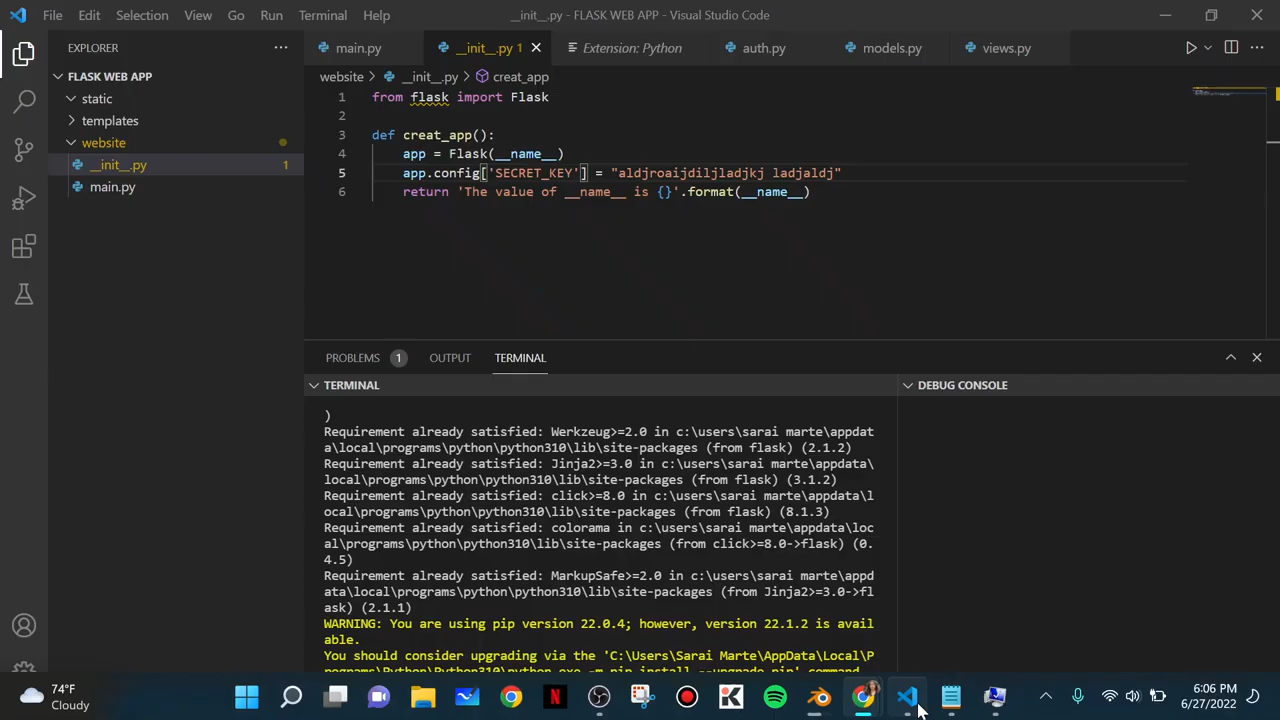 File Edit Selection View Go Run Terminal Help __init__.py - FLASK WEB APP - Visual Studio Code
EXPLORER
main.py __init__.py 1 Extension: Python auth.py models.py views.py
FLASK WEB APP
static
templates
website
__init__.py 1
main.py
website > __init__.py > creat_app
1 from flask import Flask
2
3 def creat_app():
4 app = Flask(__name__)
5 app.config['SECRET_KEY'] = "aldjroaijdiljladjkj ladjaldj"
6 return 'The value of __name__ is {}'.format(__name__)
PROBLEMS 1 OUTPUT TERMINAL
TERMINAL
DEBUG CONSOLE
)
Requirement already satisfied: Werkzeug>=2.0 in c:\users\sarai marte\appdat
a\local\programs\python\python310\lib\site-packages (from flask) (2.1.2)
Requirement already satisfied: Jinja2>=3.0 in c:\users\sarai marte\appdata\
local\programs\python\python310\lib\site-packages (from flask) (3.1.2)
Requirement already satisfied: click>=8.0 in c:\users\sarai marte\appdata\l
ocal\programs\python\python310\lib\site-packages (from flask) (8.1.3)
Requirement already satisfied: colorama in c:\users\sarai marte\appdata\loc
al\programs\python\python310\lib\site-packages (from click>=8.0->flask) (0.
4.5)
Requirement already satisfied: MarkupSafe>=2.0 in c:\users\sarai marte\appd
ata\local\programs\python\python310\lib\site-packages (from Jinja2>=3.0->fl
ask) (2.1.1)
WARNING: You are using pip version 22.0.4; however, version 22.1.2 is avail
able.
You should consider upgrading via the 'C:\Users\Sarai Marte\AppData\Local\P
rograms\Python\Python310\python.exe -m pip install --upgrade pip' command.
74°F
Cloudy
6:06 PM
6/27/2022